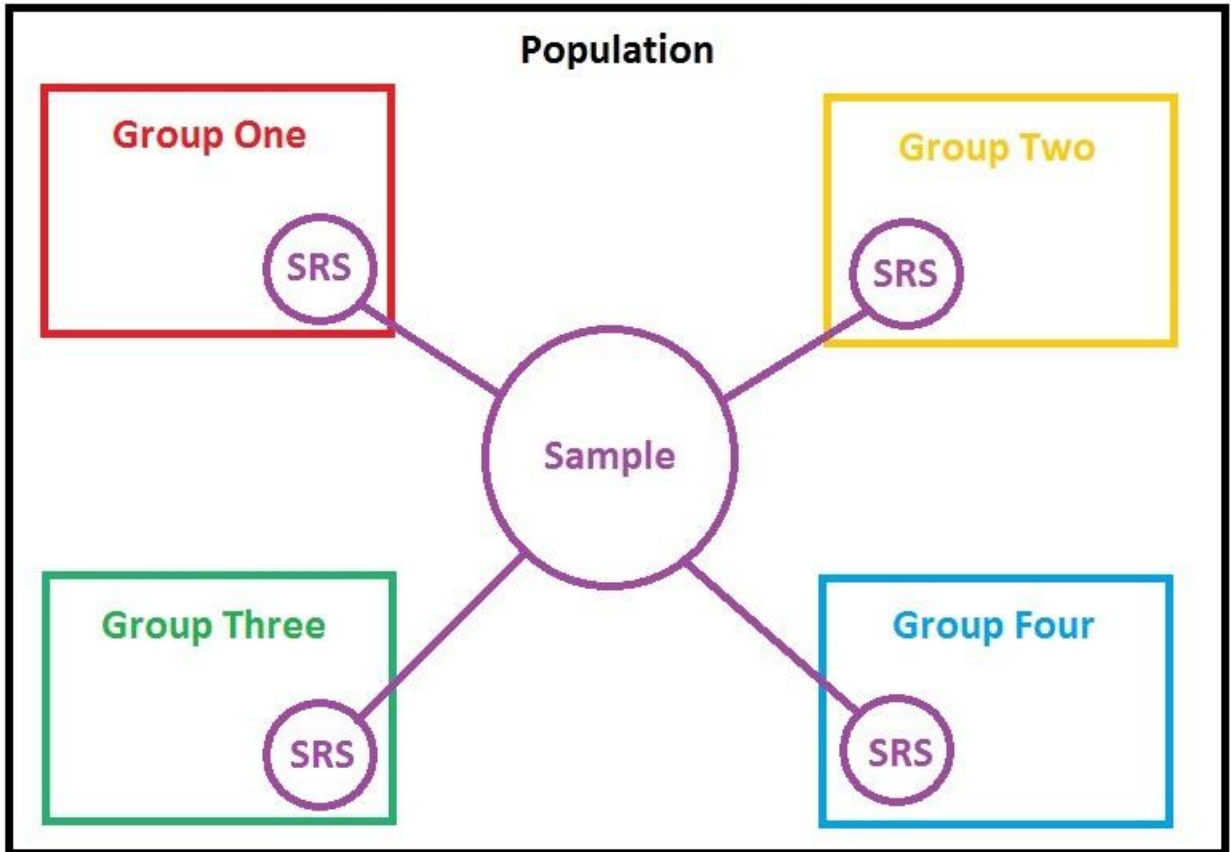 Population
Group One
Group Two
SRS
SRS
Sample
Group Three
Group Four
SRS
SRS